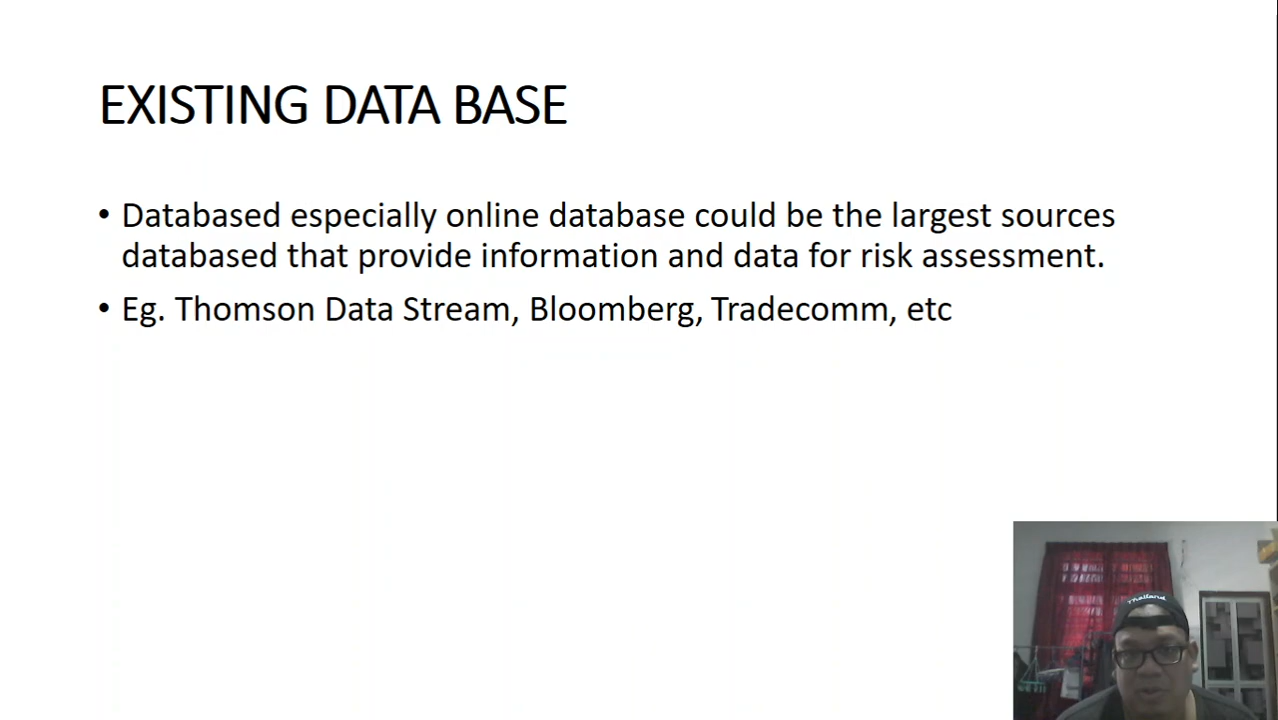 EXISTING DATA BASE
• Databased especially online database could be the largest sources
databased that provide information and data for risk assessment.
• Eg. Thomson Data Stream, Bloomberg, Tradecomm, etc
Thailand